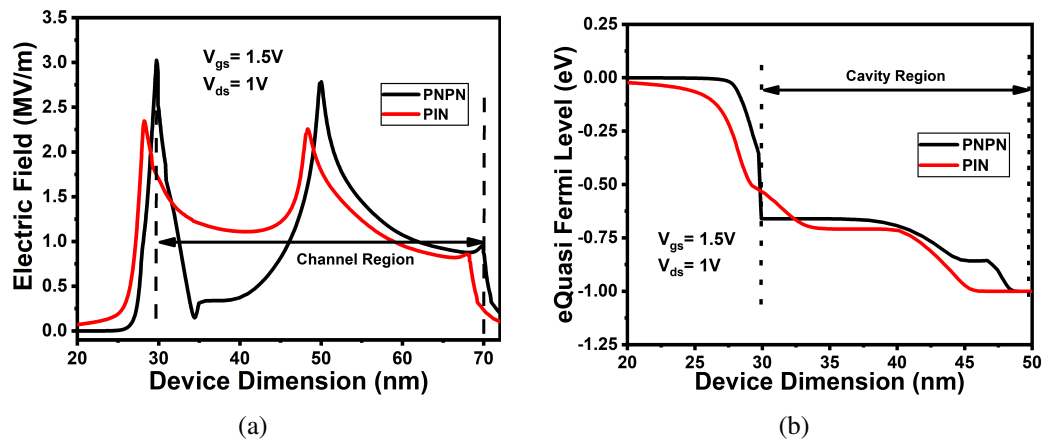 3.5
3.0
2.5
2.0
1.5
1.0
0.5
0.0
Electric Field (MV/m)
Vgs= 1.5V
Vds= 1V
PNPN
PIN
Channel Region
20 30 40 50 60 70
Device Dimension (nm)
(a)
0.25
0.00
-0.25
-0.50
-0.75
-1.00
-1.25
eQuasi Fermi Level (eV)
Cavity Region
PNPN
PIN
Vgs= 1.5V
Vds= 1V
20 25 30 35 40 45 50
Device Dimension (nm)
(b)